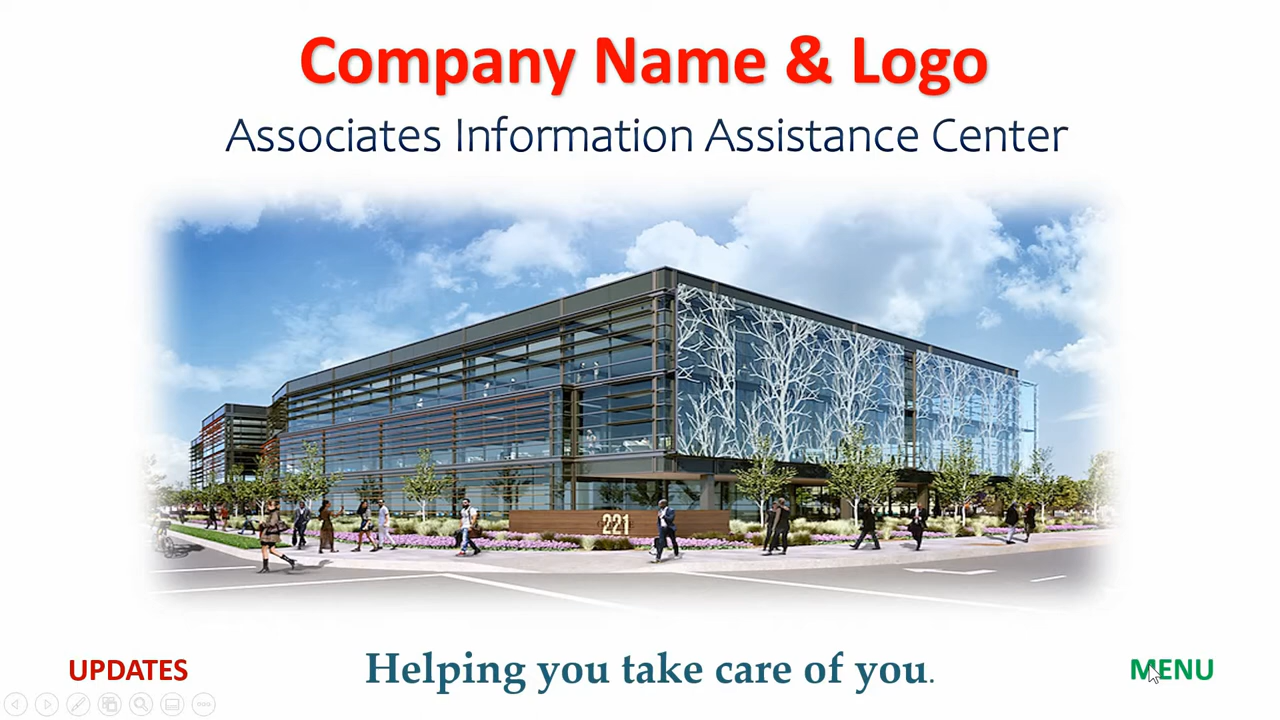 Company Name & Logo
Associates Information Assistance Center
221
UPDATES
Helping you take care of you.
MENU